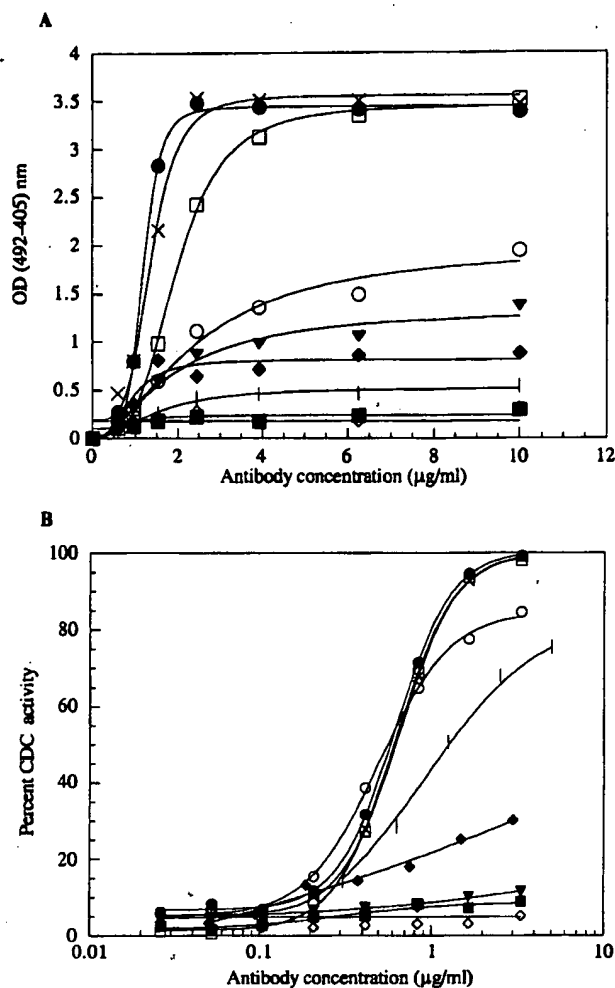 A
4
3.5
3
2.5
2
1.5
1
0.5
0
OD (492-405) nm
0 2 4 6 8 10 12
Antibody concentration (μg/ml)
B
100
80
60
40
20
0
Percent CDC activity
0.01 0.1 1 10
Antibody concentration (μg/ml)